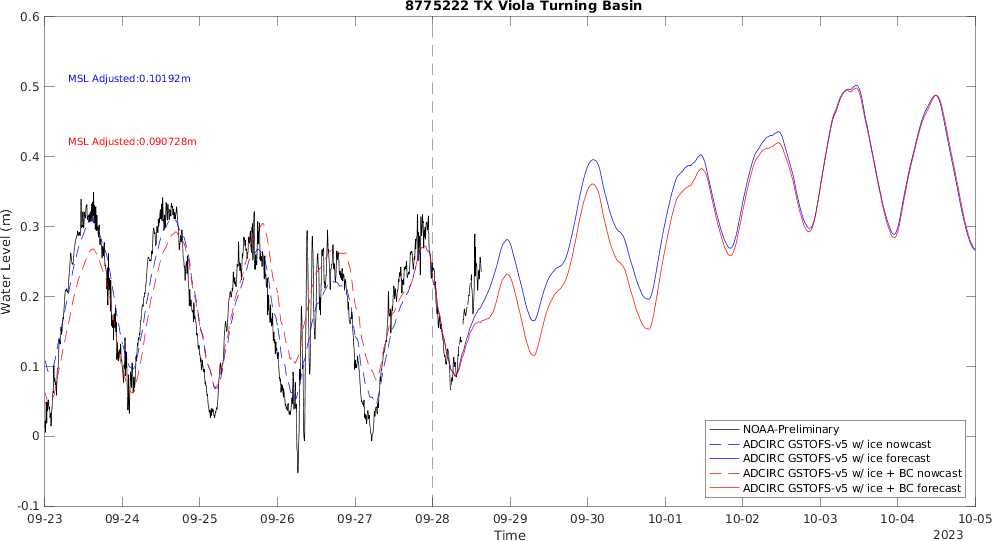 8775222 TX Viola Turning Basin
0.6
0.5
0.4
0.3
0.2
0.1
0
-0.1
Water Level (m)
MSL Adjusted:0.10192m
MSL Adjusted:0.090728m
NOAA-Preliminary
ADCIRC GSTOFS-v5 w/ ice nowcast
ADCIRC GSTOFS-v5 w/ ice forecast
ADCIRC GSTOFS-v5 w/ ice + BC nowcast
ADCIRC GSTOFS-v5 w/ ice + BC forecast
09-23 09-24 09-25 09-26 09-27 09-28 09-29 09-30 10-01 10-02 10-03 10-04 10-05
Time
2023